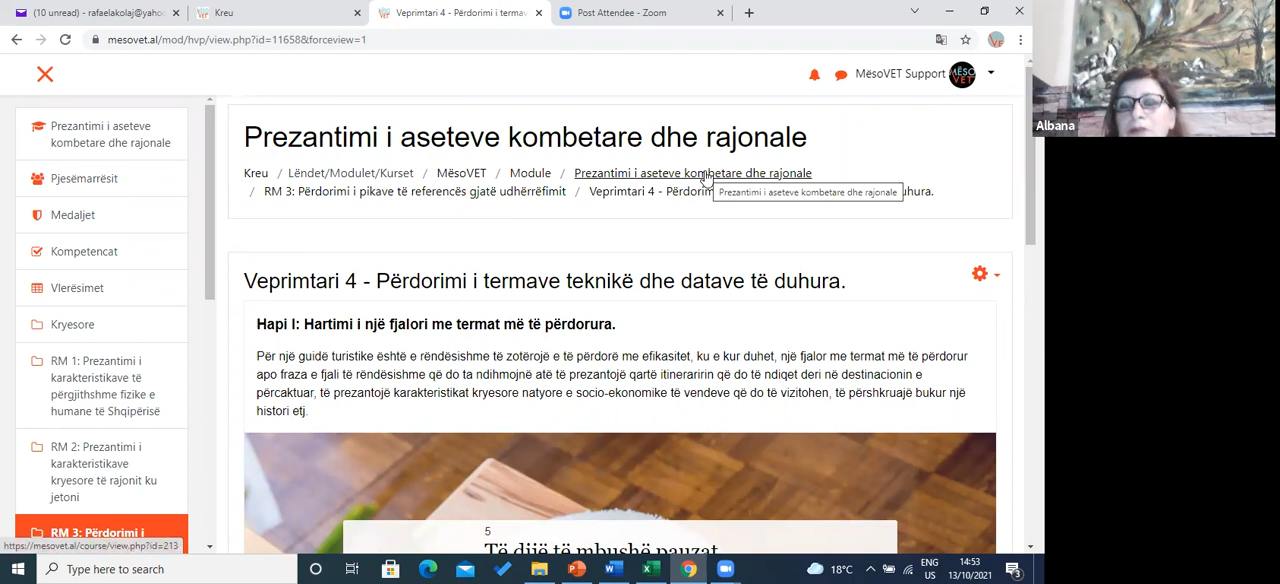 (10 unread) - rafaelakolaj@yahoo
Kreu
Veprimtari 4 - Përdorimi i termav
Post Attendee - Zoom
mesovet.al/mod/hvp/view.php?id=11658&forceview=1
MësoVET Support
MËSO VET
Albana
Prezantimi i aseteve
kombetare dhe rajonale
Pjesëmarrësit
Medaljet
Kompetencat
Vlerësimet
Kryesore
RM 1: Prezantimi i
karakteristikave të
përgjithshme fizike e
humane të Shqipërisë
RM 2: Prezantimi i
karakteristikave
kryesore të rajonit ku
jetoni
RM 3: Përdorimi i
https://mesovet.al/course/view.php?id=213
Prezantimi i aseteve kombetare dhe rajonale
Kreu / Lëndet/Modulet/Kurset / MësoVET / Module / Prezantimi i aseteve kombetare dhe rajonale
/ RM 3: Përdorimi i pikave të referencës gjatë udhërrëfimit / Veprimtari 4 - Përdorim uhura.
Prezantimi i aseteve kombetare dhe rajonale
Veprimtari 4 - Përdorimi i termave teknikë dhe datave të duhura.
Hapi I: Hartimi i një fjalori me termat më të përdorura.
Për një guidë turistike është e rëndësishme të zotërojë e të përdorë me efikasitet, ku e kur duhet, një fjalor me termat më të përdorur
apo fraza e fjali të rëndësishme që do ta ndihmojnë atë të prezantojë qartë itineraririn që do të ndiqet deri në destinacionin e
përcaktuar, të prezantojë karakteristikat kryesore natyore e socio-ekonomike të vendeve që do të vizitohen, të përshkruajë bukur një
histori etj.
5
Të dijë të mbushë pauzat
Type here to search
18°C
ENG
US
14:53
13/10/2021
3